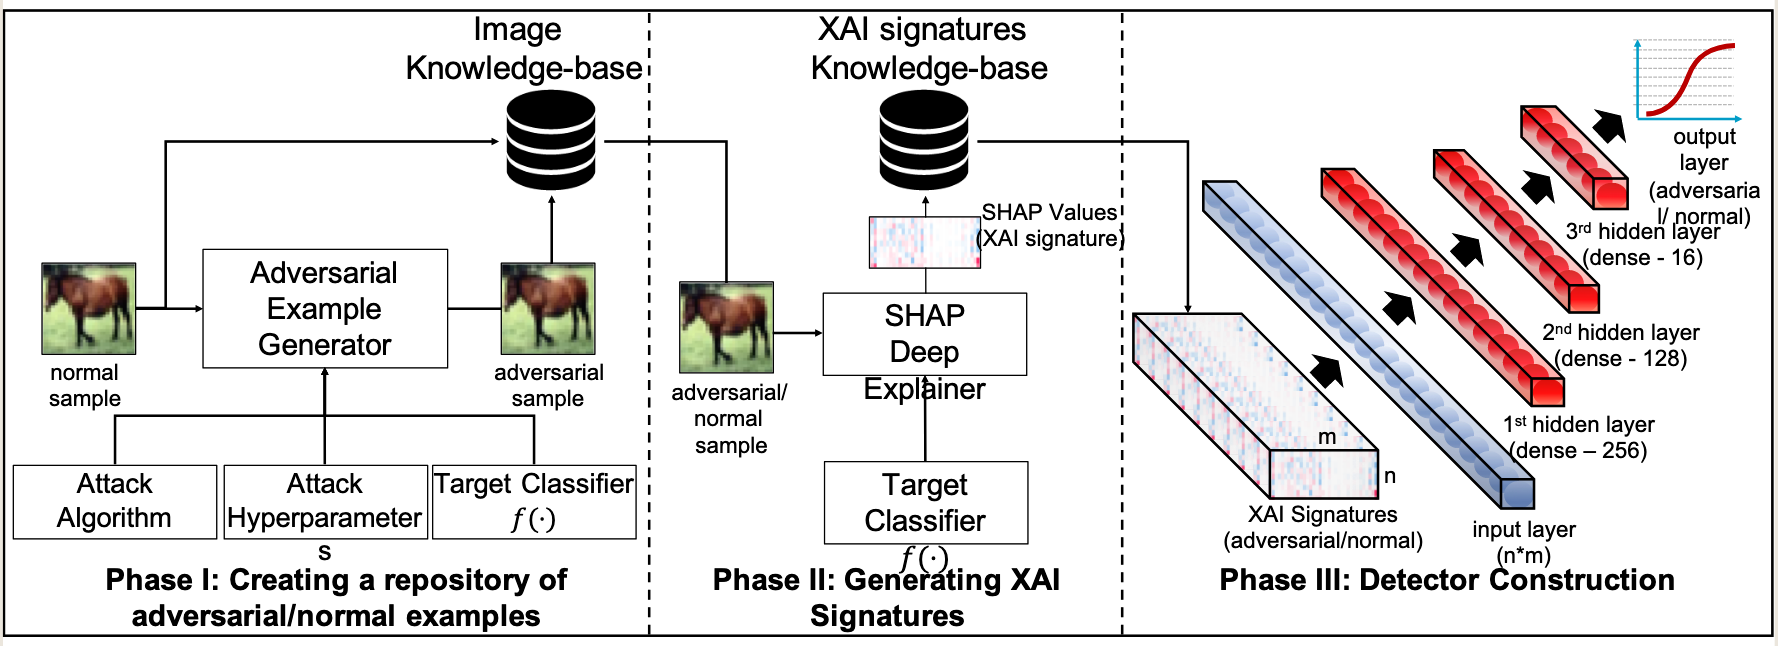 Image
Knowledge-base
normal
sample
Adversarial
Example
Generator
adversarial
sample
Attack
Algorithm
Attack
Hyperparameter
s
Target Classifier
f(·)
Phase I: Creating a repository of
adversarial/normal examples
XAI signatures
Knowledge-base
SHAP Values
(XAI signature)
adversarial/
normal
sample
SHAP
Deep
Explainer
Target
Classifier
f(·)
Phase II: Generating XAI
Signatures
output
layer
(adversaria
l/ normal)
3rd hidden layer
(dense - 16)
2nd hidden layer
(dense - 128)
1st hidden layer
(dense – 256)
m
n
XAI Signatures
(adversarial/normal)
input layer
(n*m)
Phase III: Detector Construction